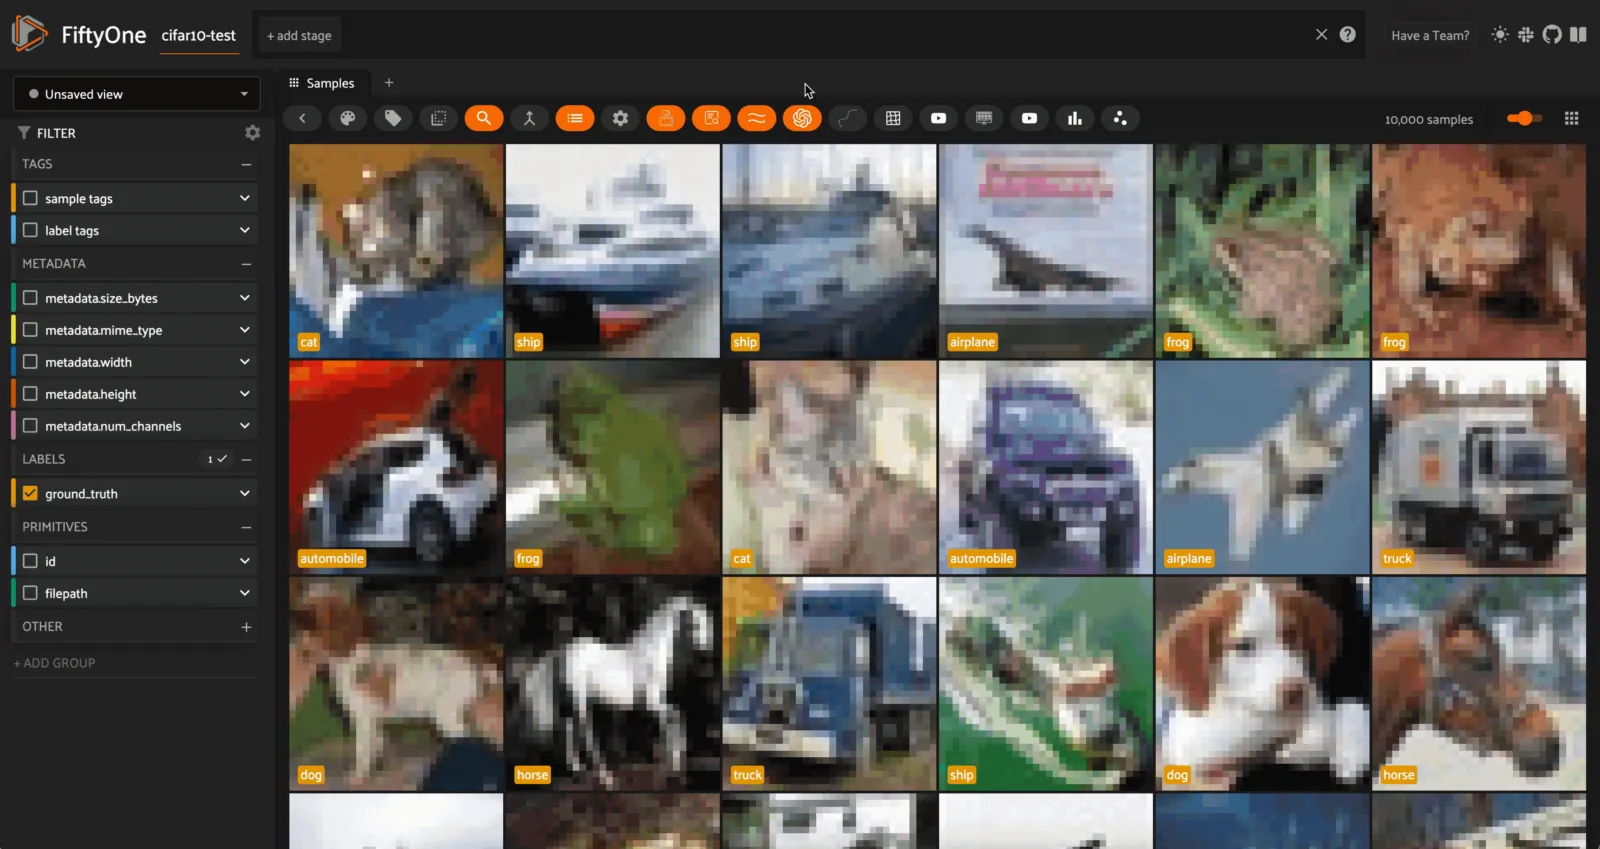 FiftyOne
cifar10-test
+ add stage
Have a Team?
Unsaved view
Samples
+
10,000 samples
FILTER
TAGS
sample tags
label tags
METADATA
metadata.size_bytes
metadata.mime_type
metadata.width
metadata.height
metadata.num_channels
LABELS
1
ground_truth
PRIMITIVES
id
filepath
OTHER
+ ADD GROUP
cat
ship
ship
airplane
frog
frog
automobile
frog
cat
automobile
airplane
truck
dog
horse
truck
ship
dog
horse